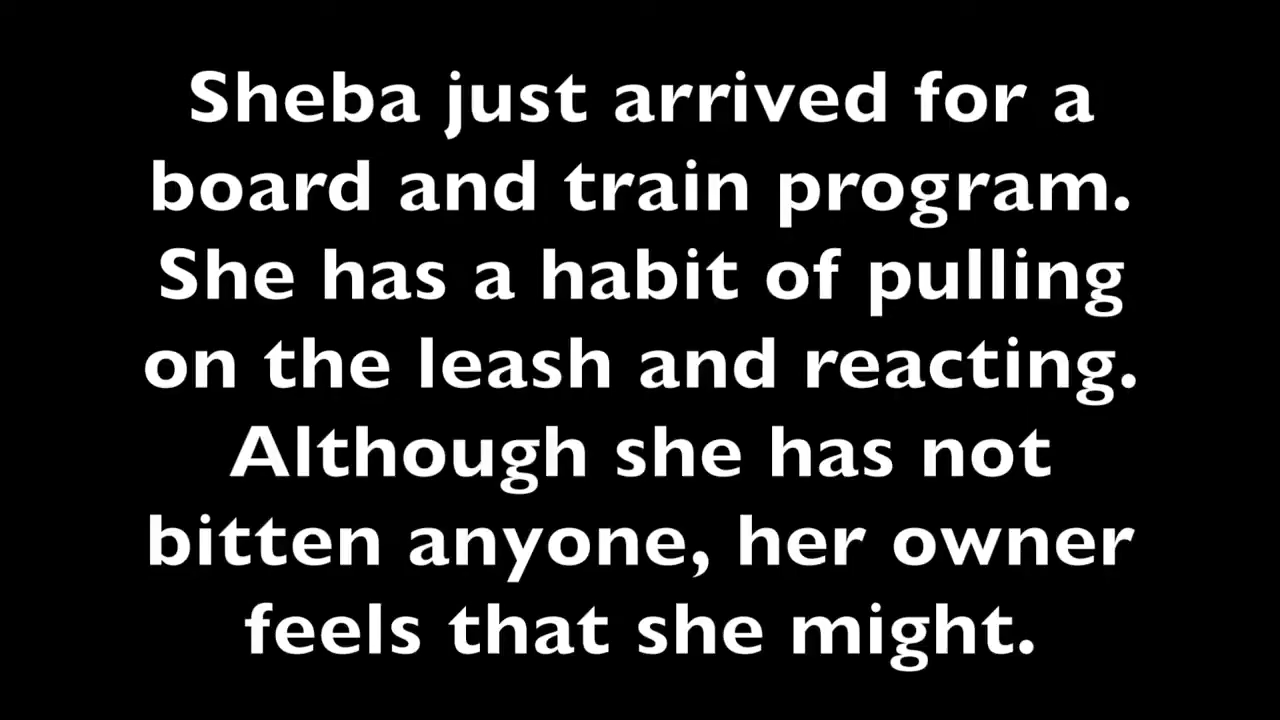 Sheba just arrived for a
board and train program.
She has a habit of pulling
on the leash and reacting.
Although she has not
bitten anyone, her owner
feels that she might.